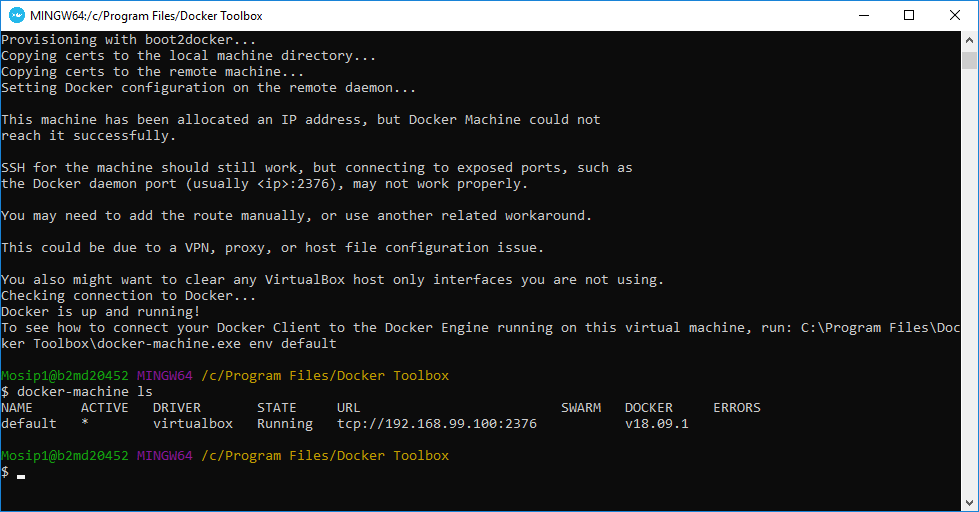 MINGW64:/c/Program Files/Docker Toolbox
Provisioning with boot2docker...
Copying certs to the local machine directory...
Copying certs to the remote machine...
Setting Docker configuration on the remote daemon...
This machine has been allocated an IP address, but Docker Machine could not
reach it successfully.
SSH for the machine should still work, but connecting to exposed ports, such as
the Docker daemon port (usually <ip>:2376), may not work properly.
You may need to add the route manually, or use another related workaround.
This could be due to a VPN, proxy, or host file configuration issue.
You also might want to clear any VirtualBox host only interfaces you are not using.
Checking connection to Docker...
Docker is up and running!
To see how to connect your Docker Client to the Docker Engine running on this virtual machine, run: C:\Program Files\Doc
ker Toolbox\docker-machine.exe env default
Mosip1@b2md20452 MINGW64 /c/Program Files/Docker Toolbox
$ docker-machine ls
NAME      ACTIVE   DRIVER       STATE     URL                         SWARM   DOCKER     ERRORS
default   *        virtualbox   Running   tcp://192.168.99.100:2376           v18.09.1
Mosip1@b2md20452 MINGW64 /c/Program Files/Docker Toolbox
$